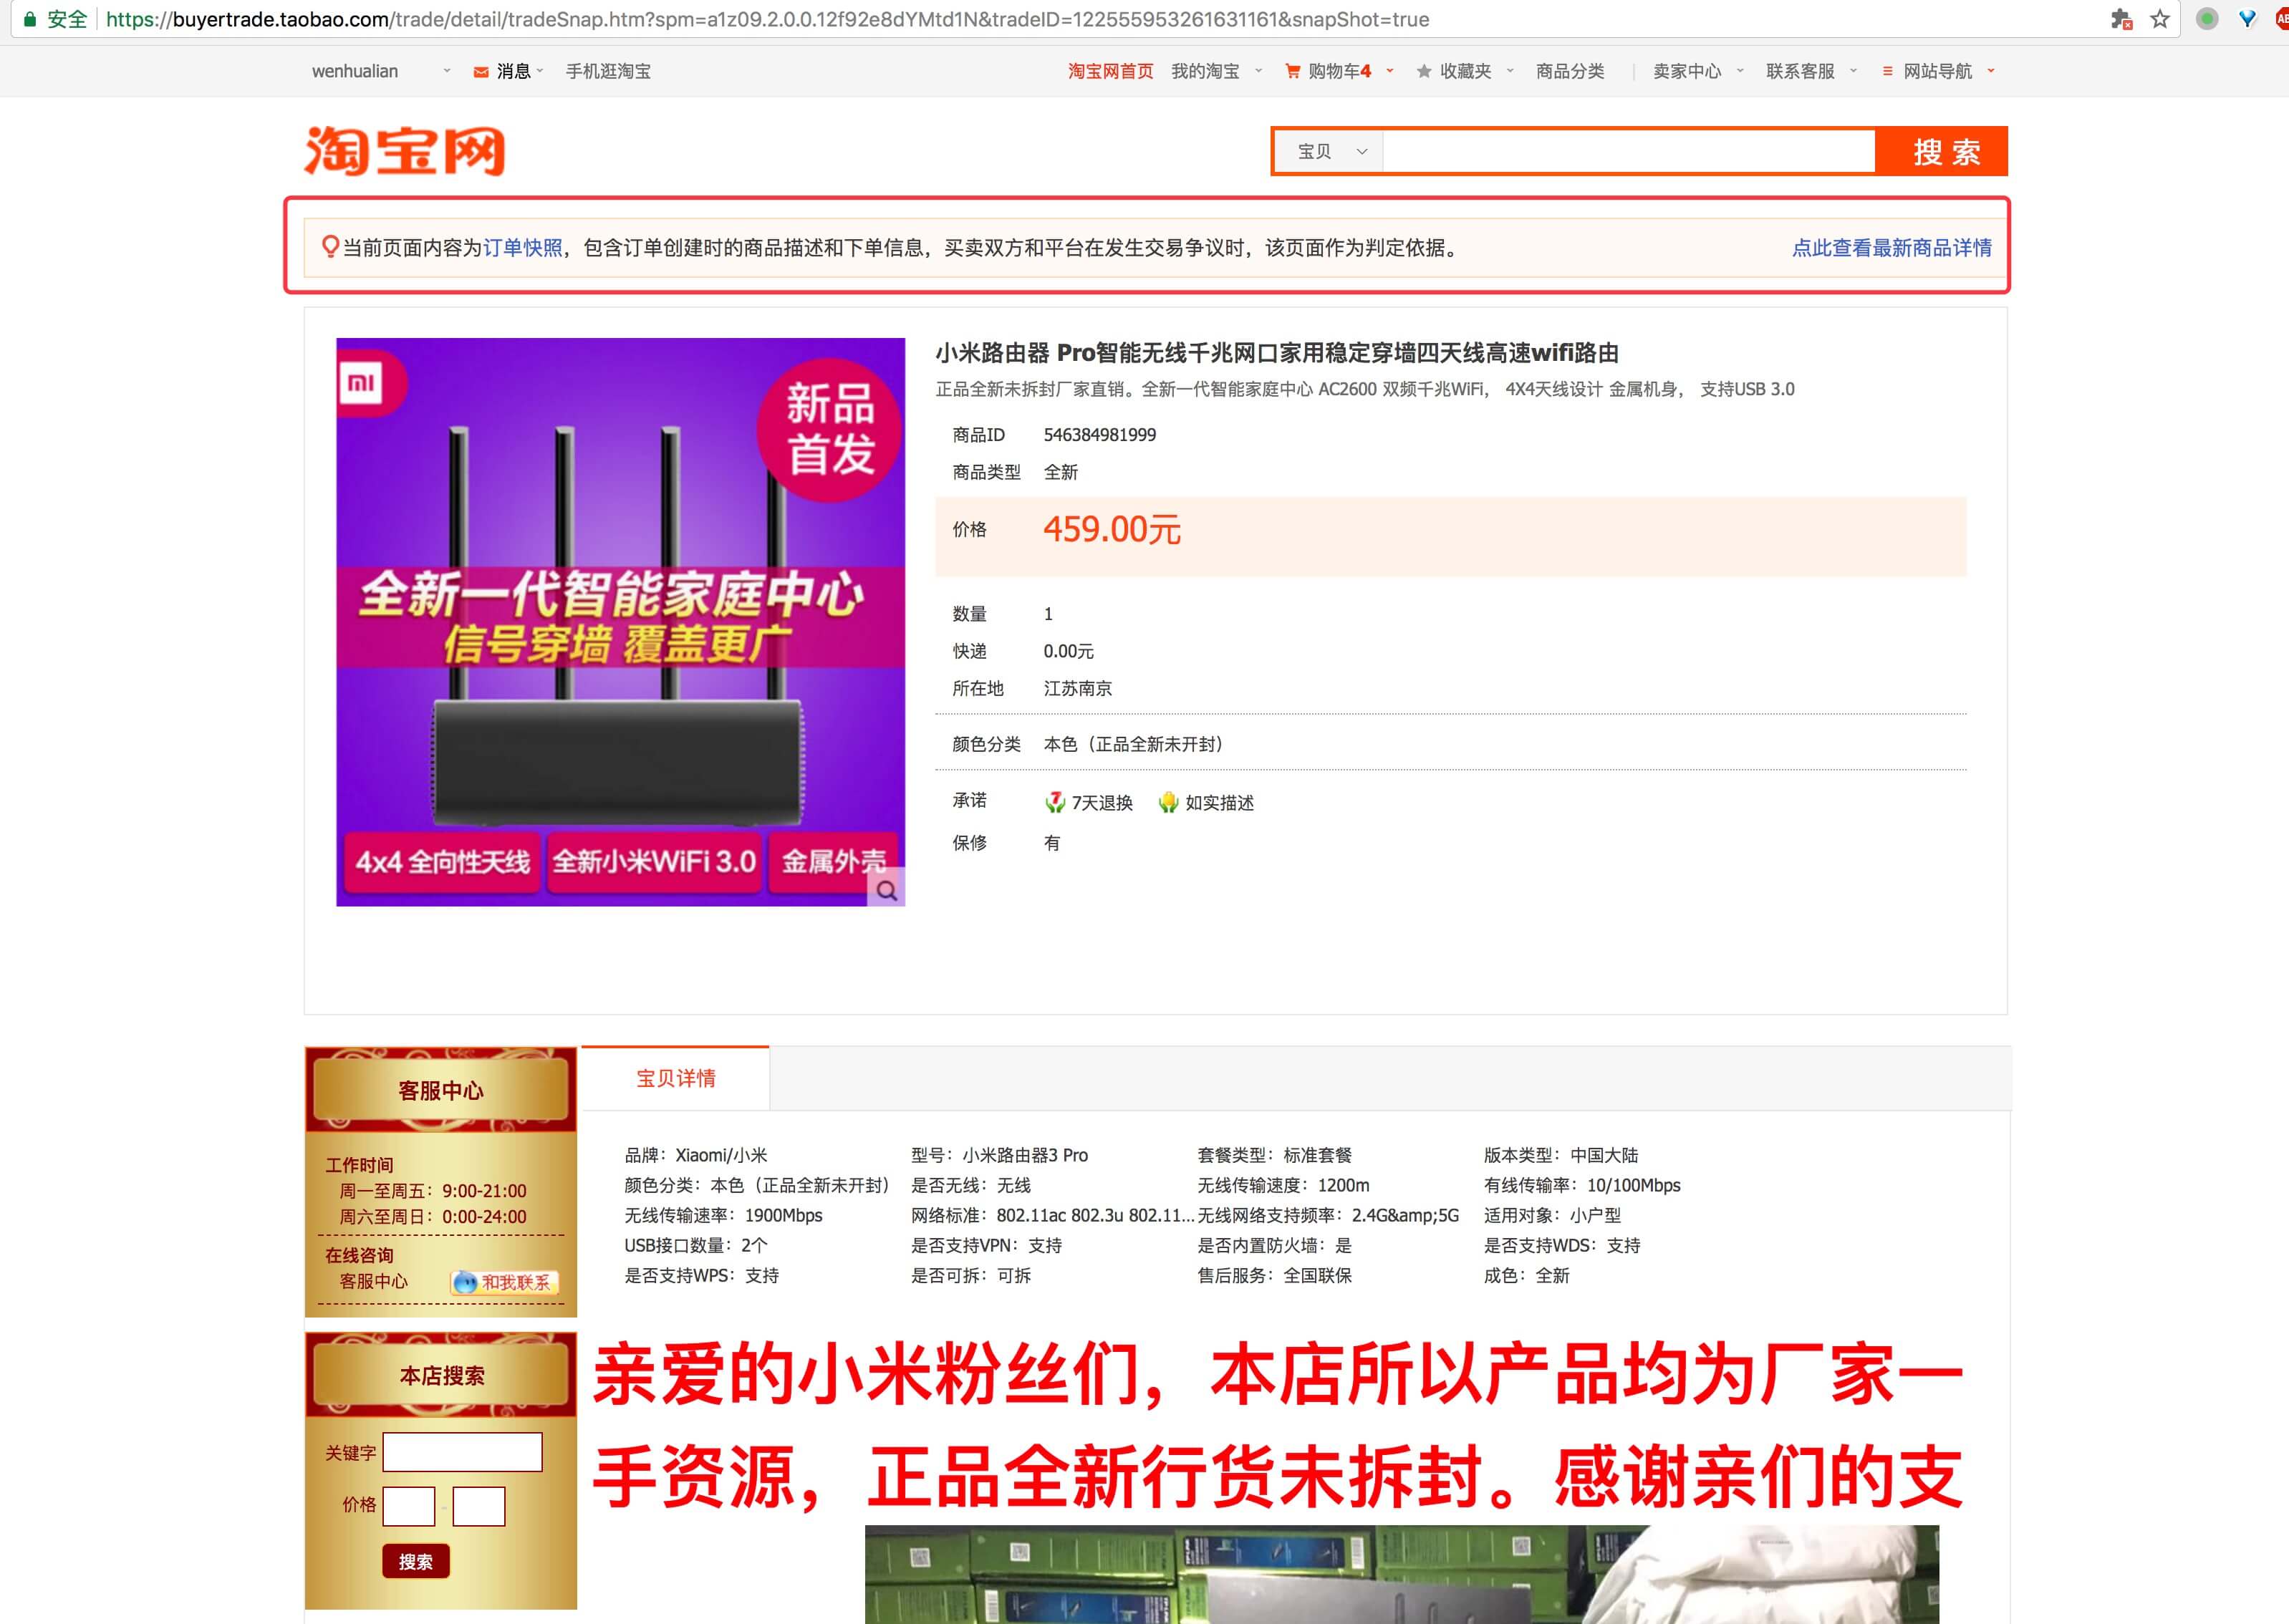 安全 https://buyertrade.taobao.com/trade/detail/tradeSnap.htm?spm=a1z09.2.0.0.12f92e8dYMtd1N&tradeID=122555953261631161&snapShot=true
wenhualian 消息 手机逛淘宝 淘宝网首页 我的淘宝 购物车4 收藏夹 商品分类 卖家中心 联系客服 网站导航
淘宝网
宝贝 搜 索
当前页面内容为订单快照，包含订单创建时的商品描述和下单信息，买卖双方和平台在发生交易争议时，该页面作为判定依据。 点此查看最新商品详情
mi
新品
首发
全新一代智能家庭中心
信号穿墙 覆盖更广
4x4 全向性天线 全新小米WiFi 3.0 金属外壳
小米路由器 Pro智能无线千兆网口家用稳定穿墙四天线高速wifi路由
正品全新未拆封厂家直销。全新一代智能家庭中心 AC2600 双频千兆WiFi， 4X4天线设计 金属机身， 支持USB 3.0
商品ID 546384981999
商品类型 全新
价格 459.00元
数量 1
快递 0.00元
所在地 江苏南京
颜色分类 本色（正品全新未开封）
承诺 7天退换 如实描述
保修 有
客服中心
工作时间
周一至周五：9:00-21:00
周六至周日：0:00-24:00
在线咨询
客服中心 和我联系
本店搜索
关键字
价格 -
搜索
宝贝详情
品牌：Xiaomi/小米 型号：小米路由器3 Pro 套餐类型：标准套餐 版本类型：中国大陆
颜色分类：本色（正品全新未开封） 是否无线：无线 无线传输速度：1200m 有线传输率：10/100Mbps
无线传输速率：1900Mbps 网络标准：802.11ac 802.3u 802.11... 无线网络支持频率：2.4G&amp;5G 适用对象：小户型
USB接口数量：2个 是否支持VPN：支持 是否内置防火墙：是 是否支持WDS：支持
是否支持WPS：支持 是否可拆：可拆 售后服务：全国联保 成色：全新
亲爱的小米粉丝们，本店所以产品均为厂家一
手资源，正品全新行货未拆封。感谢亲们的支